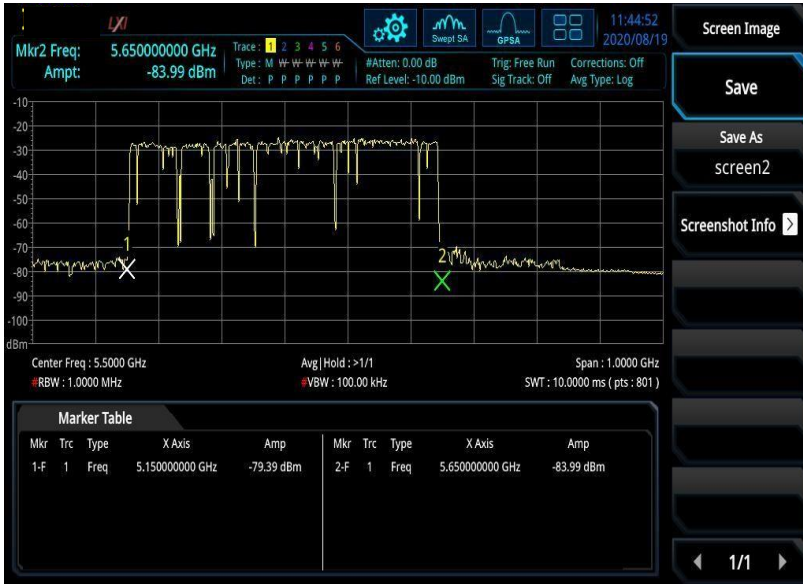 LXI
Swept SA
GPSA
11:44:52
2020/08/19
Mkr2 Freq: 5.650000000 GHz
Ampt: -83.99 dBm
Trace: 1 2 3 4 5 6
Type: M W W W W W
Det: P P P P P P
#Atten: 0.00 dB
Ref Level: -10.00 dBm
Trig: Free Run
Sig Track: Off
Corrections: Off
Avg Type: Log
-10
-20
-30
-40
-50
-60
-70
-80
-90
-100
dBm
1
2
Center Freq : 5.5000 GHz Avg|Hold : >1/1 Span : 1.0000 GHz
#RBW : 1.0000 MHz #VBW : 100.00 kHz SWT : 10.0000 ms ( pts : 801 )
Marker Table
Mkr Trc Type X Axis Amp Mkr Trc Type X Axis Amp
1-F 1 Freq 5.150000000 GHz -79.39 dBm 2-F 1 Freq 5.650000000 GHz -83.99 dBm
Screen Image
Save
Save As
screen2
Screenshot Info >
1/1